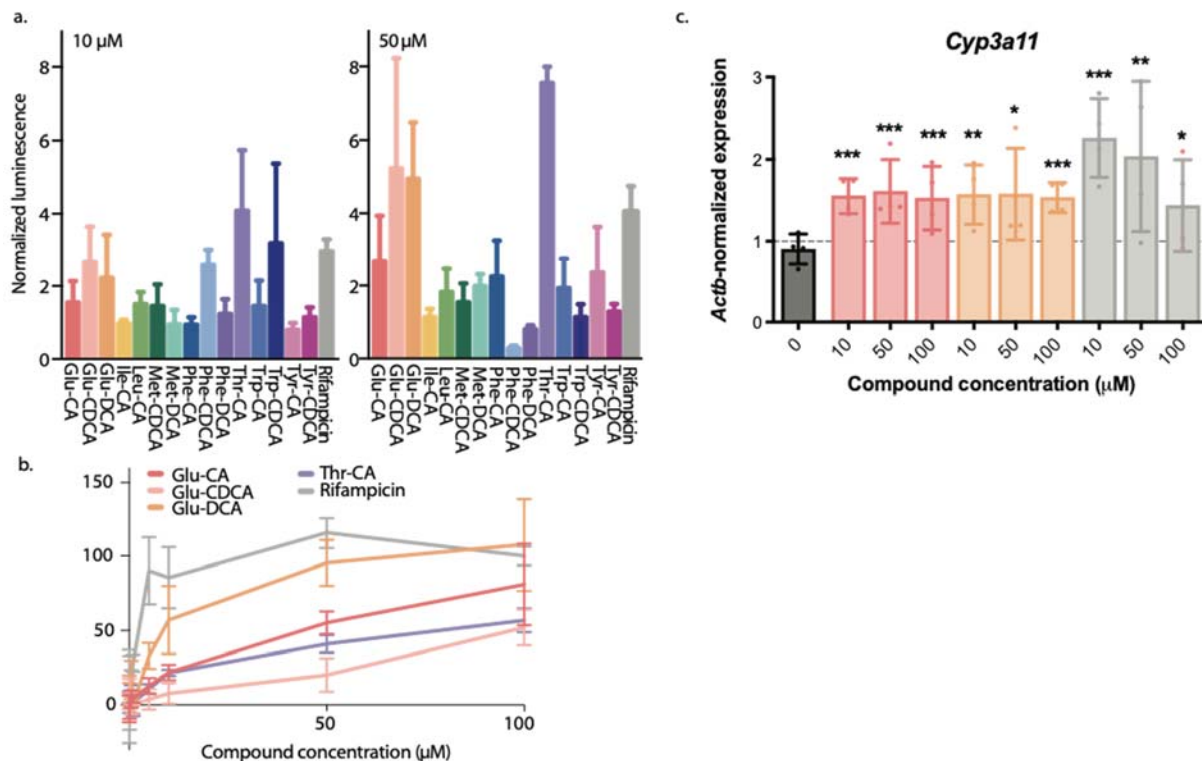 a.
10 µM
50 µM
Normalized luminescence
8
6
4
2
0
8
6
4
2
0
Glu-CA
Glu-CDCA
Glu-DCA
Ile-CA
Leu-CA
Met-CDCA
Met-DCA
Phe-CA
Phe-CDCA
Phe-DCA
Thr-CA
Trp-CA
Trp-CDCA
Tyr-CA
Tyr-CDCA
Rifampicin
Glu-CA
Glu-CDCA
Glu-DCA
Ile-CA
Leu-CA
Met-CDCA
Met-DCA
Phe-CA
Phe-CDCA
Phe-DCA
Thr-CA
Trp-CA
Trp-CDCA
Tyr-CA
Tyr-CDCA
Rifampicin
b.
Glu-CA
Glu-CDCA
Glu-DCA
Thr-CA
Rifampicin
150
100
50
0
50
100
Compound concentration (µM)
c.
Cyp3a11
Actb-normalized expression
3
2
1
0
***
***
***
**
*
***
***
**
*
0
10
50
100
10
50
100
10
50
100
Compound concentration (µM)